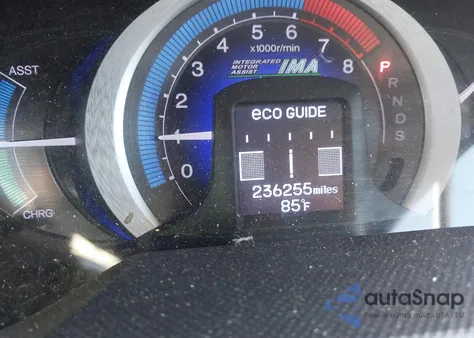 ASST
CHRG
0
1
2
3
4
5
6
7
8
x1000r/min
INTEGRATED
MOTOR
ASSIST
IMA
P
R
N
D
S
eco GUIDE
236255miles
85°F
autoSnap